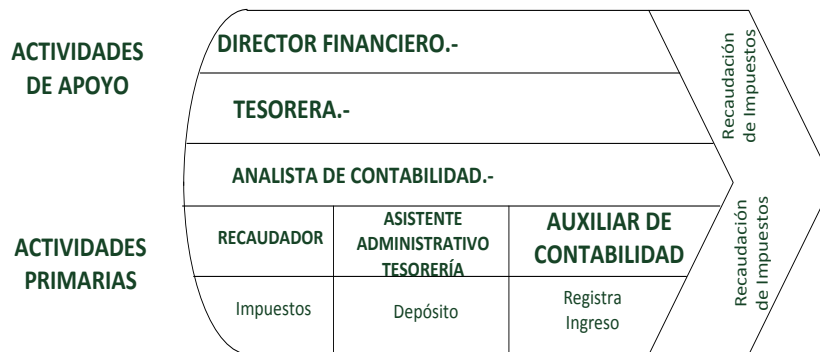 ACTIVIDADES
DE APOYO
DIRECTOR FINANCIERO.-
TESORERA.-
ANALISTA DE CONTABILIDAD.-
Recaudación
de Impuestos
ACTIVIDADES
PRIMARIAS
RECAUDADOR
ASISTENTE
ADMINISTRATIVO
TESORERÍA
AUXILIAR DE
CONTABILIDAD
Impuestos
Depósito
Registra
Ingreso
Recaudación
de Impuestos